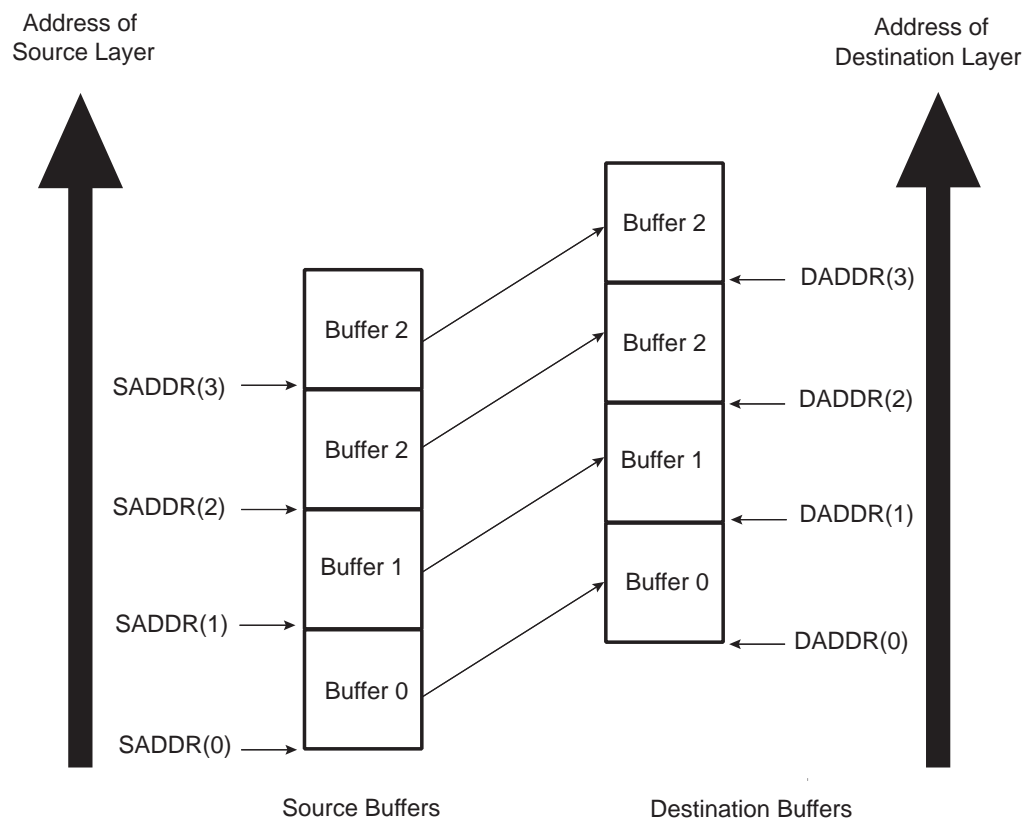 Address of
Source Layer
Address of
Destination Layer
Buffer 2
DADDR(3)
Buffer 2
Buffer 2
SADDR(3)
DADDR(2)
Buffer 2
Buffer 1
SADDR(2)
DADDR(1)
Buffer 1
Buffer 0
SADDR(1)
DADDR(0)
Buffer 0
SADDR(0)
Source Buffers
Destination Buffers